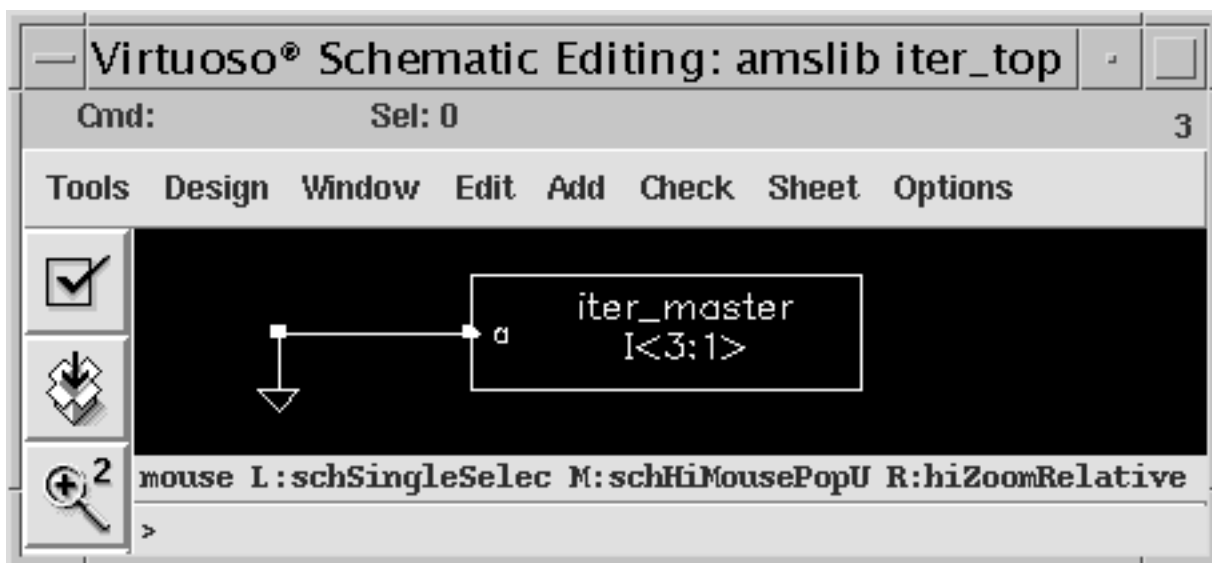 Virtuoso® Schematic Editing: amslib iter_top
Cmd: Sel: 0 3
Tools Design Window Edit Add Check Sheet Options
iter_master
a I<3:1>
2
mouse L:schSingleSelec M:schHiMousePopU R:hiZoomRelative
>